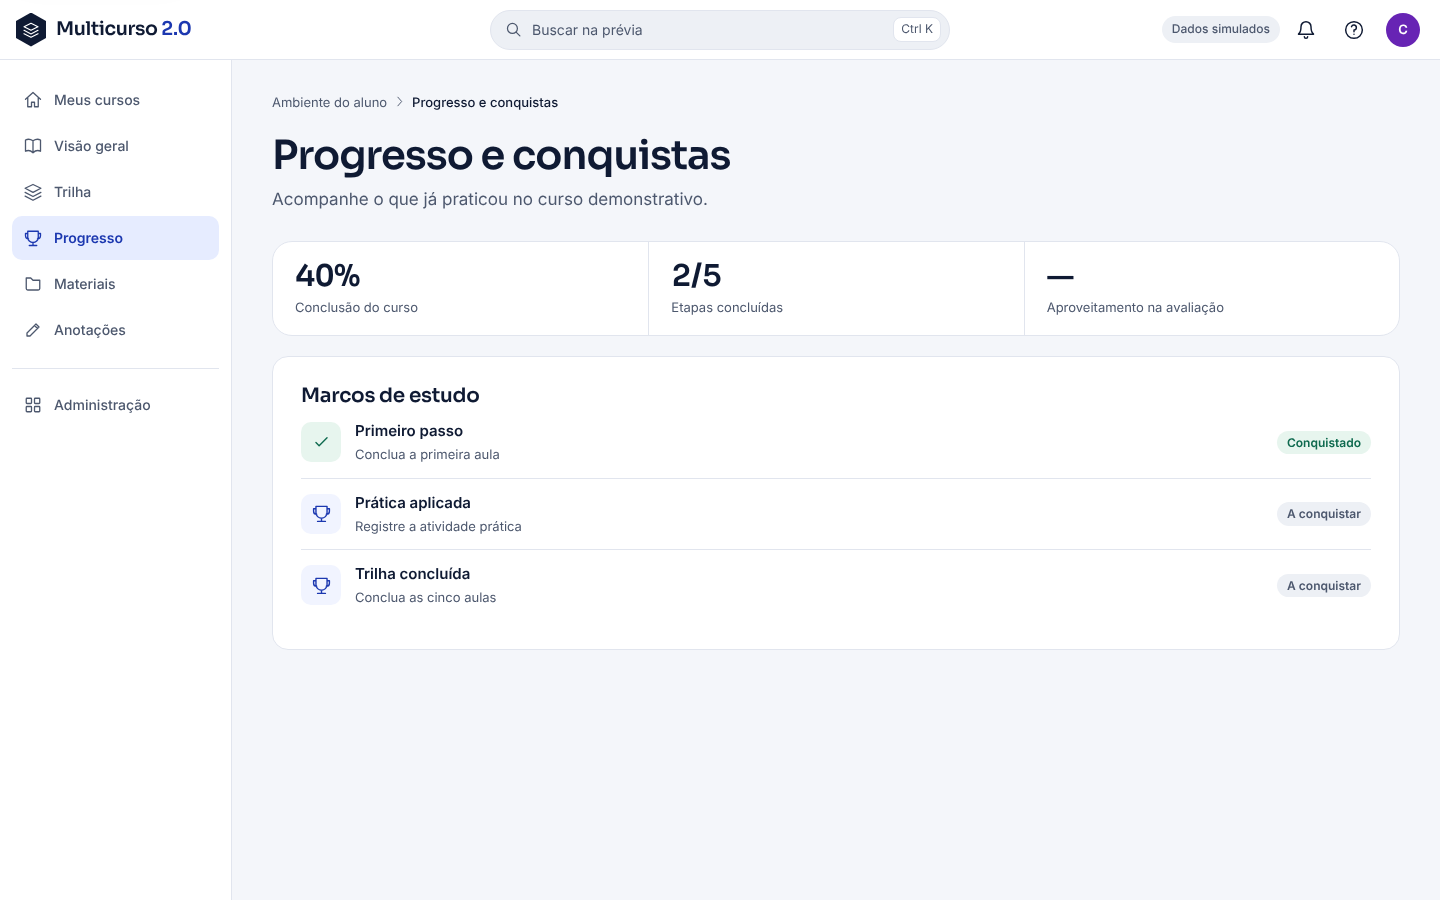 Multicurso 2.0
Buscar na prévia
Ctrl K
Dados simulados
C
Meus cursos
Visão geral
Trilha
Progresso
Materiais
Anotações
Administração
Ambiente do aluno > Progresso e conquistas
Progresso e conquistas
Acompanhe o que já praticou no curso demonstrativo.
40%
Conclusão do curso
2/5
Etapas concluídas
—
Aproveitamento na avaliação
Marcos de estudo
Primeiro passo
Conclua a primeira aula
Conquistado
Prática aplicada
Registre a atividade prática
A conquistar
Trilha concluída
Conclua as cinco aulas
A conquistar